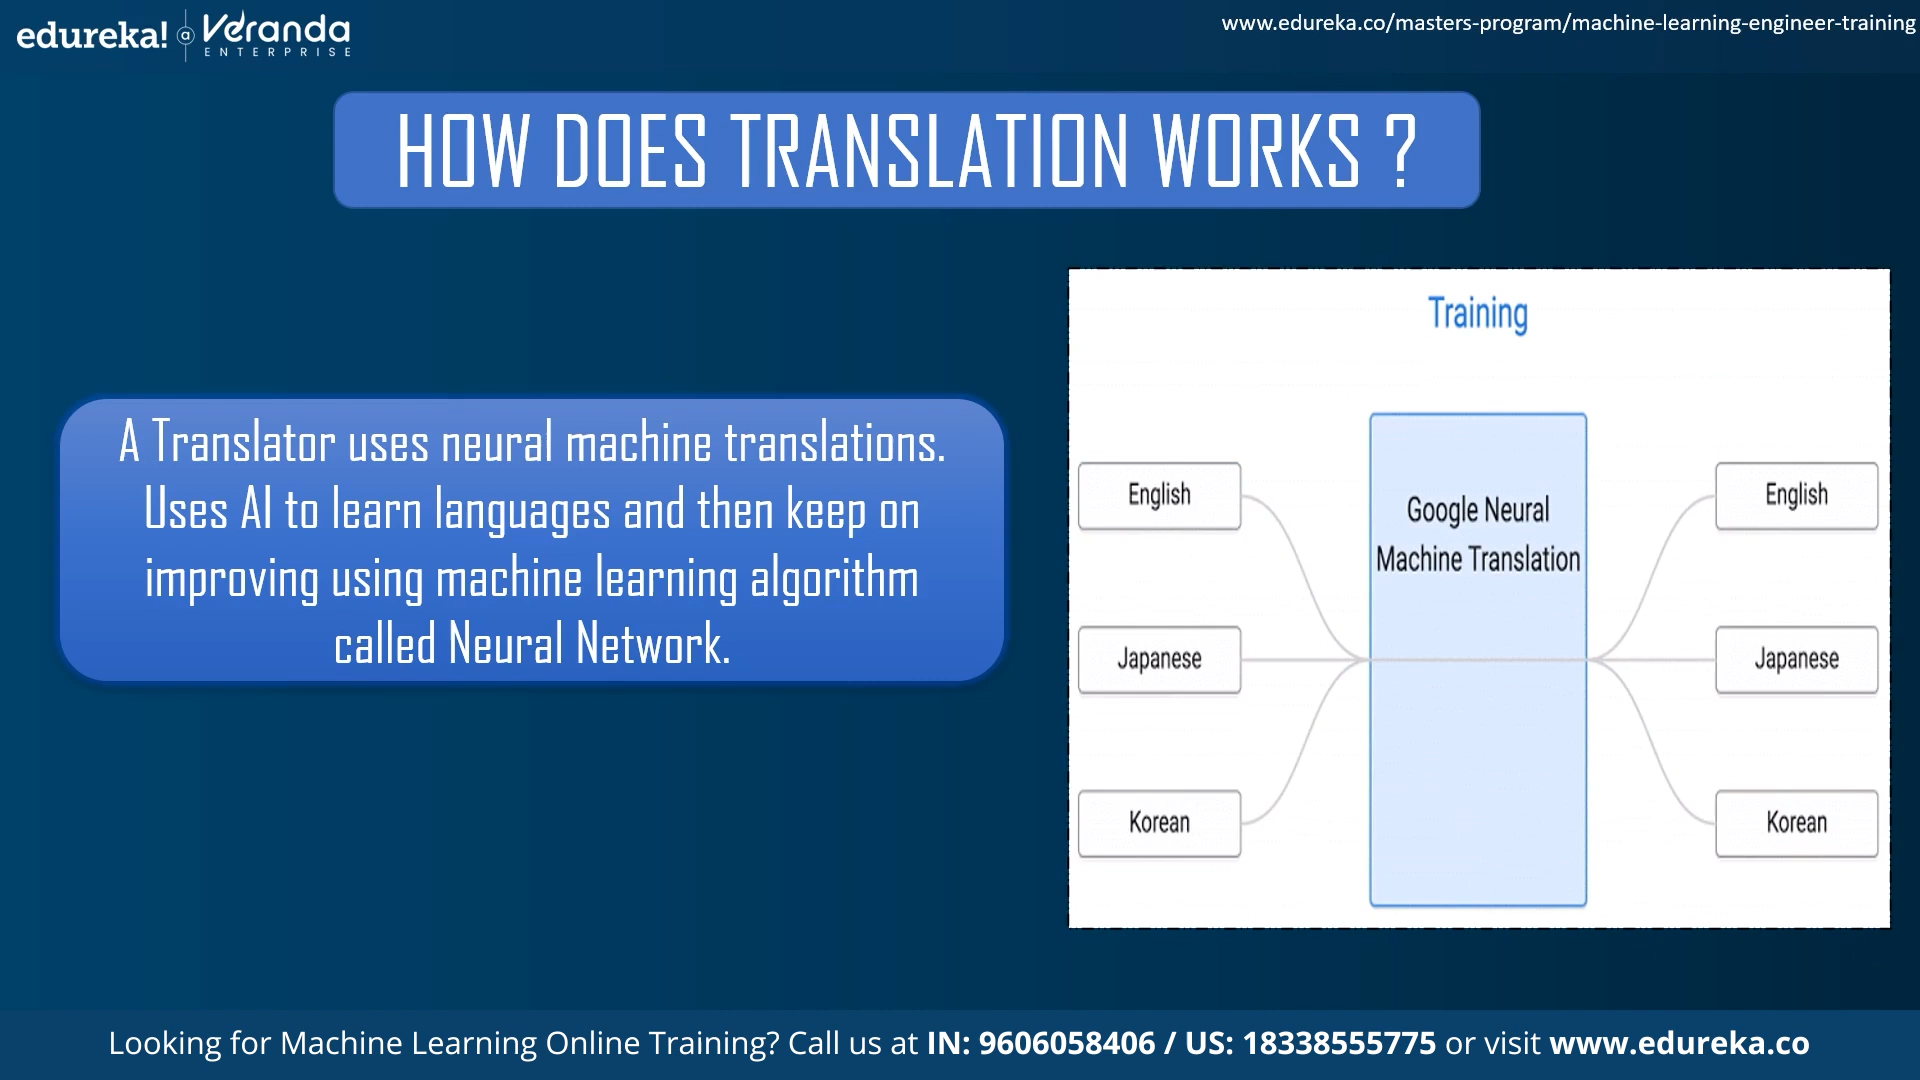 edureka! a Veranda
ENTERPRISE
www.edureka.co/masters-program/machine-learning-engineer-training
HOW DOES TRANSLATION WORKS ?
A Translator uses neural machine translations.
Uses AI to learn languages and then keep on
improving using machine learning algorithm
called Neural Network.
Training
Google Neural
Machine Translation
English
Japanese
Korean
English
Japanese
Korean
Looking for Machine Learning Online Training? Call us at IN: 9606058406 / US: 18338555775 or visit www.edureka.co